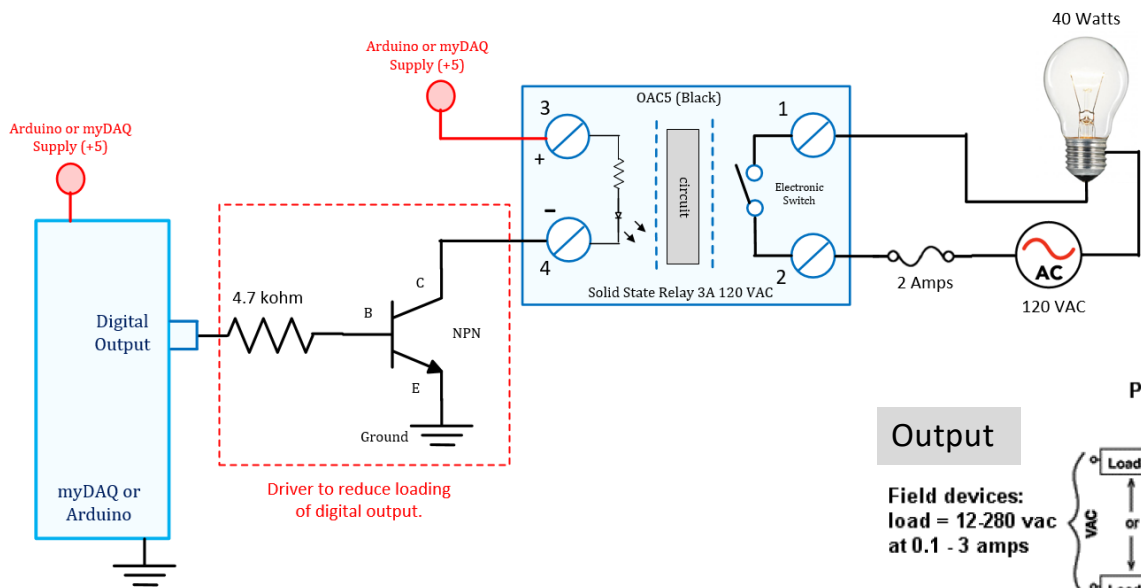 40 Watts
Arduino or myDAQ
Supply (+5)
OAC5 (Black)
3
1
+
circuit
Electronic
Switch
−
4
2
Solid State Relay 3A 120 VAC
2 Amps
AC
120 VAC
Arduino or myDAQ
Supply (+5)
Digital
Output
myDAQ or
Arduino
4.7 kohm
C
B
NPN
E
Ground
Driver to reduce loading
of digital output.
Output
Field devices:
load = 12-280 vac
at 0.1 - 3 amps
P
VAC
Load
or
Load